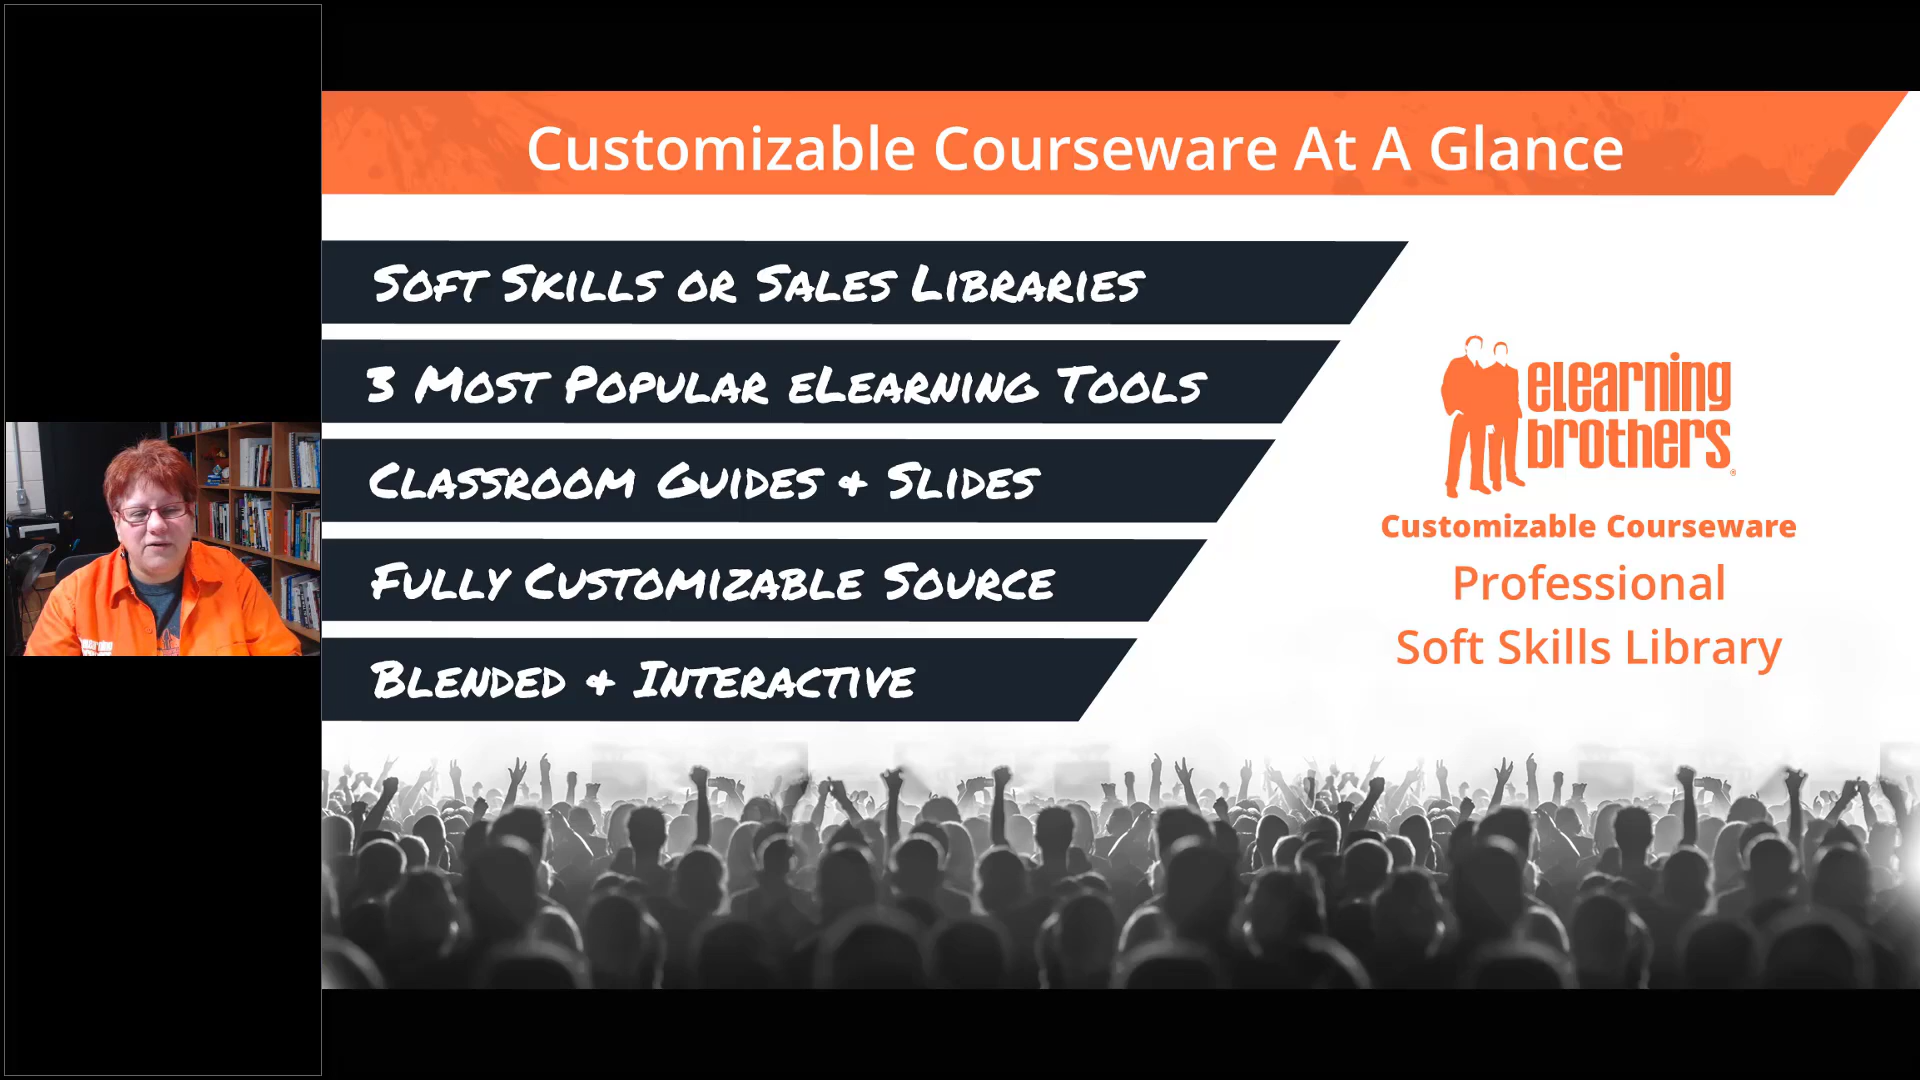 Customizable Courseware At A Glance
Soft Skills or Sales Libraries
3 Most Popular eLearning Tools
Classroom Guides & Slides
Fully Customizable Source
Blended & Interactive
eLearning
brothers®
Customizable Courseware
Professional
Soft Skills Library